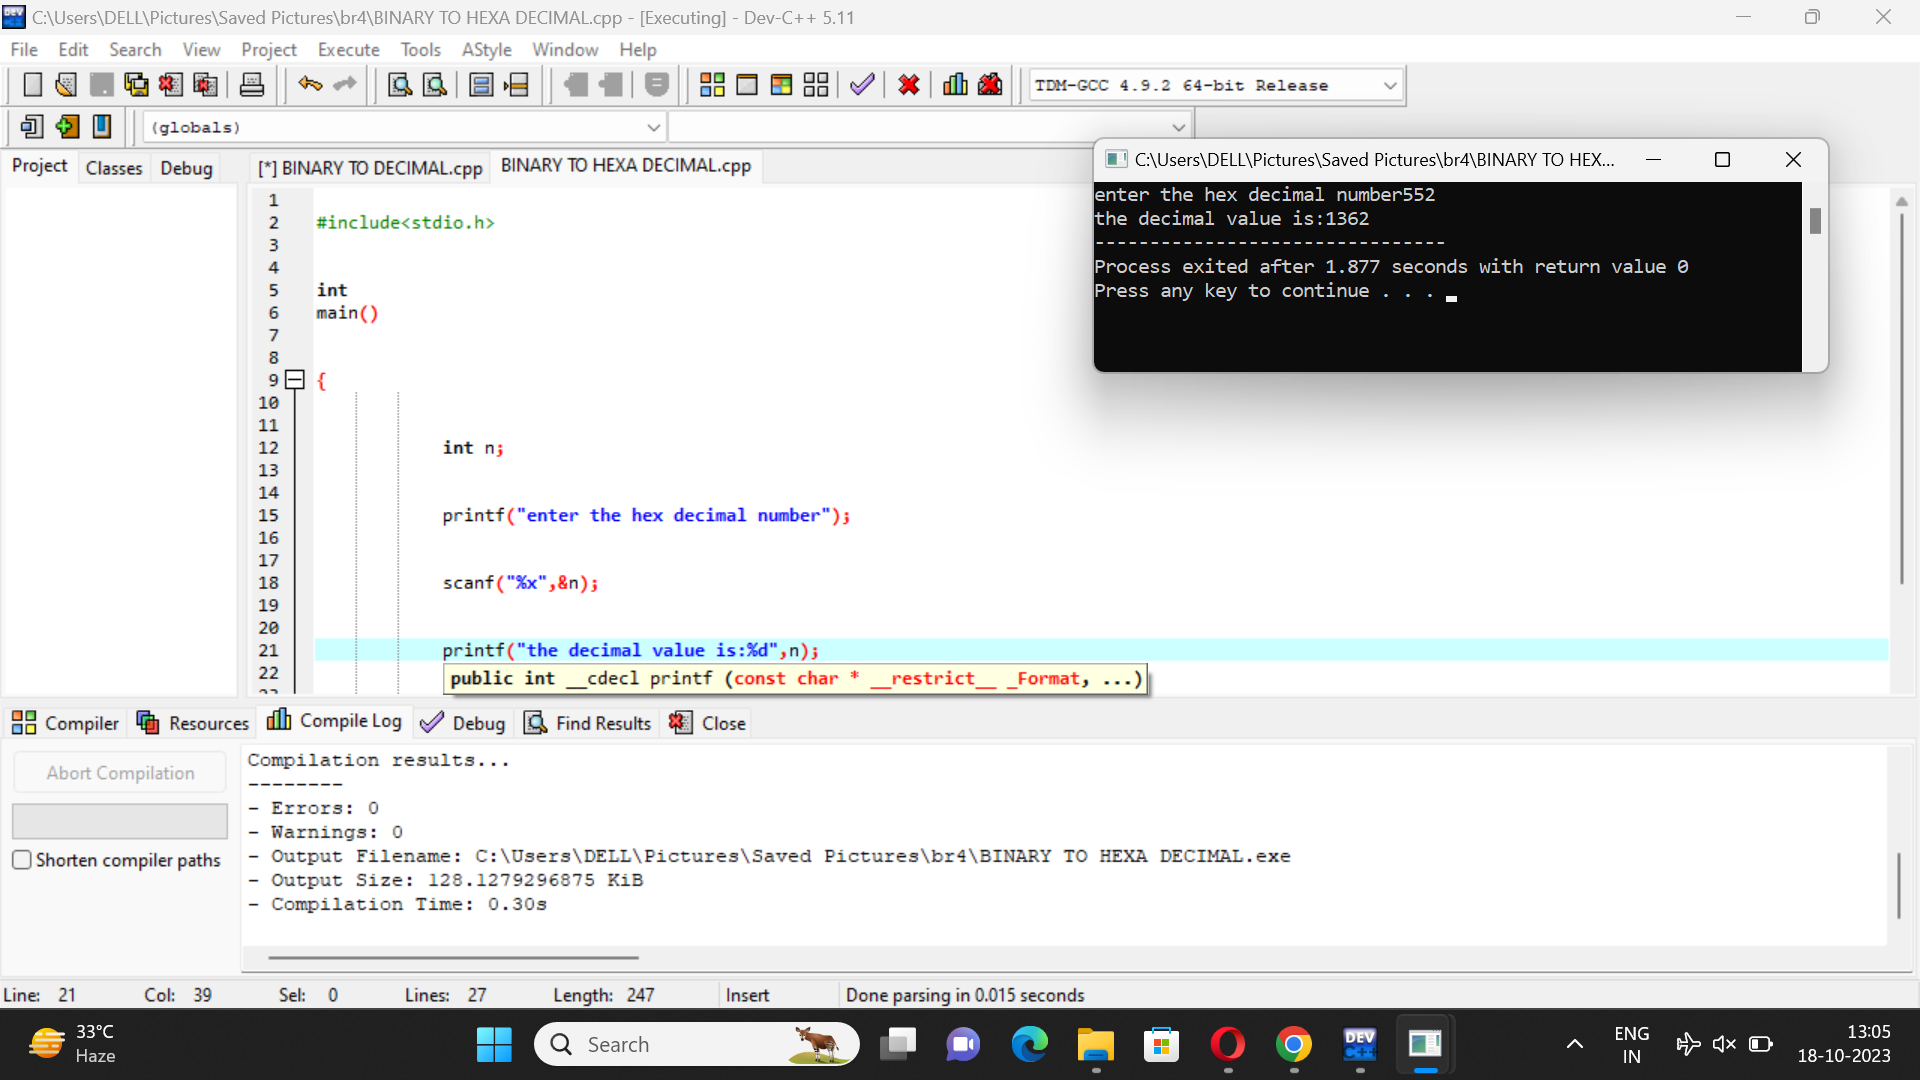 C:\Users\DELL\Pictures\Saved Pictures\br4\BINARY TO HEXA DECIMAL.cpp - [Executing] - Dev-C++ 5.11
File Edit Search View Project Execute Tools AStyle Window Help
TDM-GCC 4.9.2 64-bit Release
(globals)
Project Classes Debug
[*] BINARY TO DECIMAL.cpp BINARY TO HEXA DECIMAL.cpp
C:\Users\DELL\Pictures\Saved Pictures\br4\BINARY TO HEX...
enter the hex decimal number552
the decimal value is:1362
--------------------------------
Process exited after 1.877 seconds with return value 0
Press any key to continue . . .
1
2 #include<stdio.h>
3
4
5 int
6 main()
7
8
9 {
10
11
12 int n;
13
14
15 printf("enter the hex decimal number");
16
17
18 scanf("%x",&n);
19
20
21 printf("the decimal value is:%d",n);
22
public int __cdecl printf (const char * __restrict__ _Format, ...)
23
Compiler Resources Compile Log Debug Find Results Close
Abort Compilation
Shorten compiler paths
Compilation results...
--------
- Errors: 0
- Warnings: 0
- Output Filename: C:\Users\DELL\Pictures\Saved Pictures\br4\BINARY TO HEXA DECIMAL.exe
- Output Size: 128.1279296875 KiB
- Compilation Time: 0.30s
Line: 21 Col: 39 Sel: 0 Lines: 27 Length: 247 Insert Done parsing in 0.015 seconds
33°C
Haze
Search
DEV
C++
ENG
IN
13:05
18-10-2023